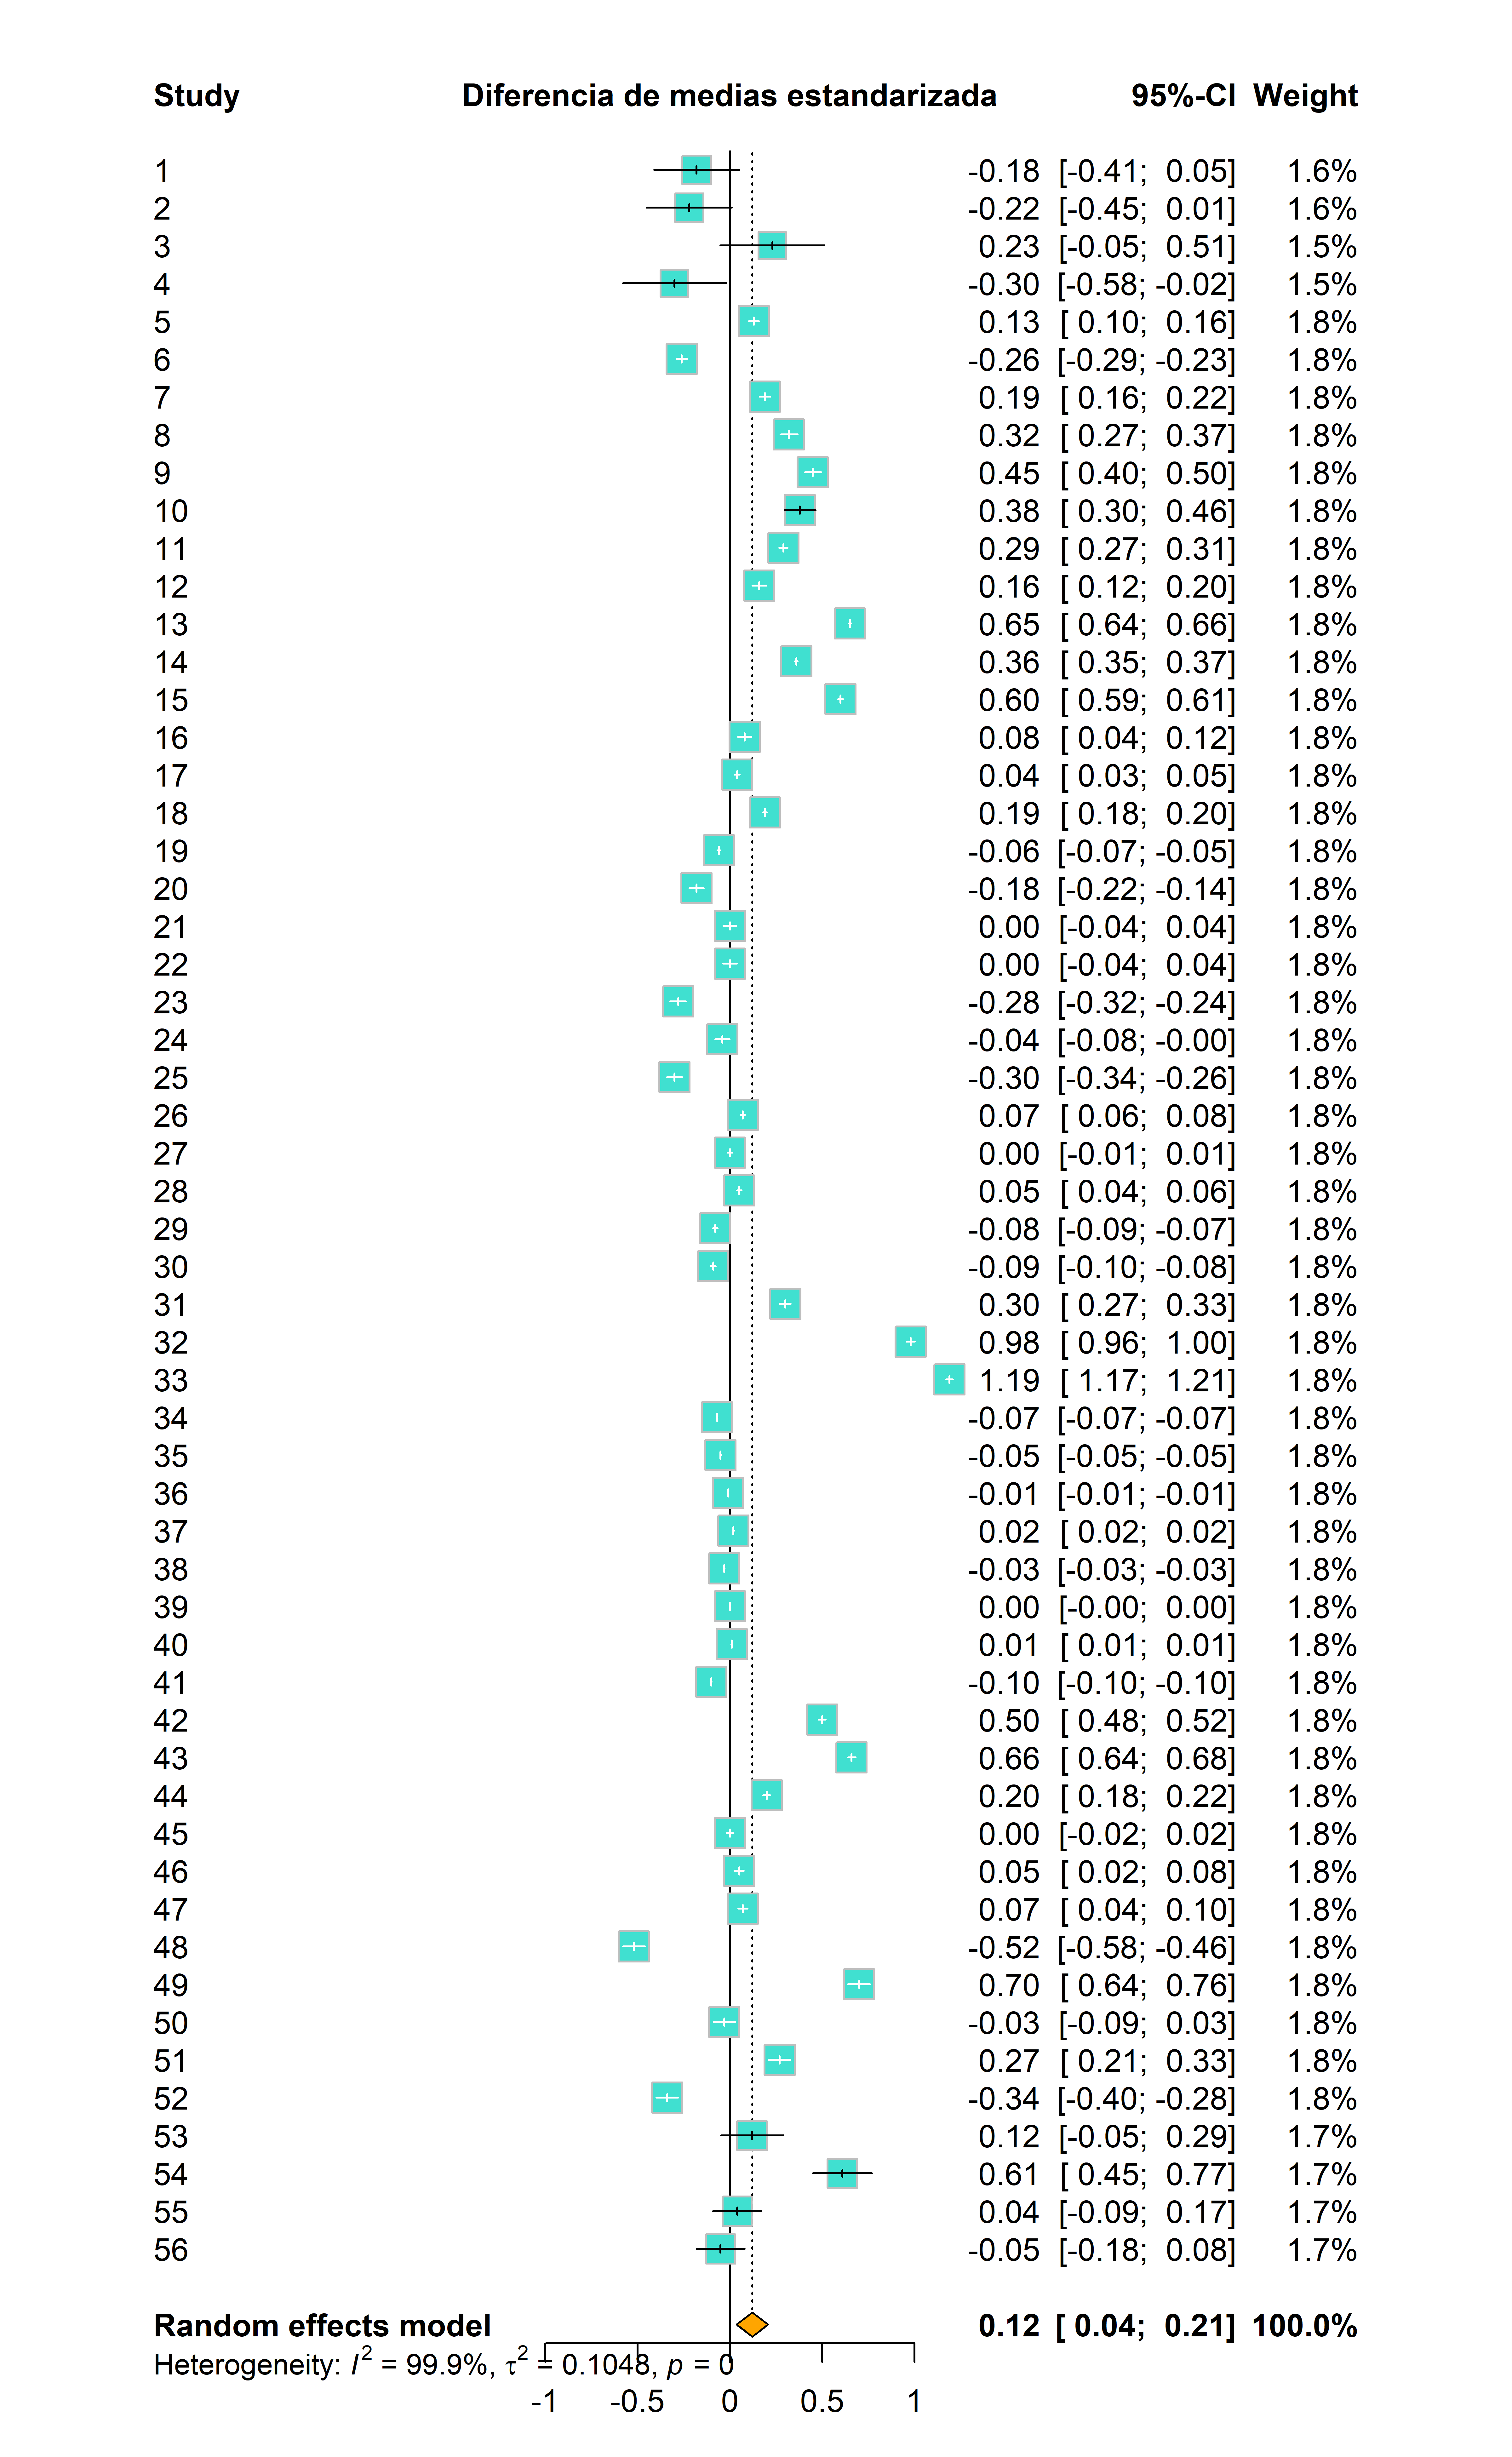 Study Diferencia de medias estandarizada 95%-CI Weight
1 -0.18 [-0.41; 0.05] 1.6%
2 -0.22 [-0.45; 0.01] 1.6%
3 0.23 [-0.05; 0.51] 1.5%
4 -0.30 [-0.58; -0.02] 1.5%
5 0.13 [ 0.10; 0.16] 1.8%
6 -0.26 [-0.29; -0.23] 1.8%
7 0.19 [ 0.16; 0.22] 1.8%
8 0.32 [ 0.27; 0.37] 1.8%
9 0.45 [ 0.40; 0.50] 1.8%
10 0.38 [ 0.30; 0.46] 1.8%
11 0.29 [ 0.27; 0.31] 1.8%
12 0.16 [ 0.12; 0.20] 1.8%
13 0.65 [ 0.64; 0.66] 1.8%
14 0.36 [ 0.35; 0.37] 1.8%
15 0.60 [ 0.59; 0.61] 1.8%
16 0.08 [ 0.04; 0.12] 1.8%
17 0.04 [ 0.03; 0.05] 1.8%
18 0.19 [ 0.18; 0.20] 1.8%
19 -0.06 [-0.07; -0.05] 1.8%
20 -0.18 [-0.22; -0.14] 1.8%
21 0.00 [-0.04; 0.04] 1.8%
22 0.00 [-0.04; 0.04] 1.8%
23 -0.28 [-0.32; -0.24] 1.8%
24 -0.04 [-0.08; -0.00] 1.8%
25 -0.30 [-0.34; -0.26] 1.8%
26 0.07 [ 0.06; 0.08] 1.8%
27 0.00 [-0.01; 0.01] 1.8%
28 0.05 [ 0.04; 0.06] 1.8%
29 -0.08 [-0.09; -0.07] 1.8%
30 -0.09 [-0.10; -0.08] 1.8%
31 0.30 [ 0.27; 0.33] 1.8%
32 0.98 [ 0.96; 1.00] 1.8%
33 1.19 [ 1.17; 1.21] 1.8%
34 -0.07 [-0.07; -0.07] 1.8%
35 -0.05 [-0.05; -0.05] 1.8%
36 -0.01 [-0.01; -0.01] 1.8%
37 0.02 [ 0.02; 0.02] 1.8%
38 -0.03 [-0.03; -0.03] 1.8%
39 0.00 [-0.00; 0.00] 1.8%
40 0.01 [ 0.01; 0.01] 1.8%
41 -0.10 [-0.10; -0.10] 1.8%
42 0.50 [ 0.48; 0.52] 1.8%
43 0.66 [ 0.64; 0.68] 1.8%
44 0.20 [ 0.18; 0.22] 1.8%
45 0.00 [-0.02; 0.02] 1.8%
46 0.05 [ 0.02; 0.08] 1.8%
47 0.07 [ 0.04; 0.10] 1.8%
48 -0.52 [-0.58; -0.46] 1.8%
49 0.70 [ 0.64; 0.76] 1.8%
50 -0.03 [-0.09; 0.03] 1.8%
51 0.27 [ 0.21; 0.33] 1.8%
52 -0.34 [-0.40; -0.28] 1.8%
53 0.12 [-0.05; 0.29] 1.7%
54 0.61 [ 0.45; 0.77] 1.7%
55 0.04 [-0.09; 0.17] 1.7%
56 -0.05 [-0.18; 0.08] 1.7%
Random effects model 0.12 [ 0.04; 0.21] 100.0%
Heterogeneity: I² = 99.9%, τ² = 0.1048, p = 0
-1 -0.5 0 0.5 1